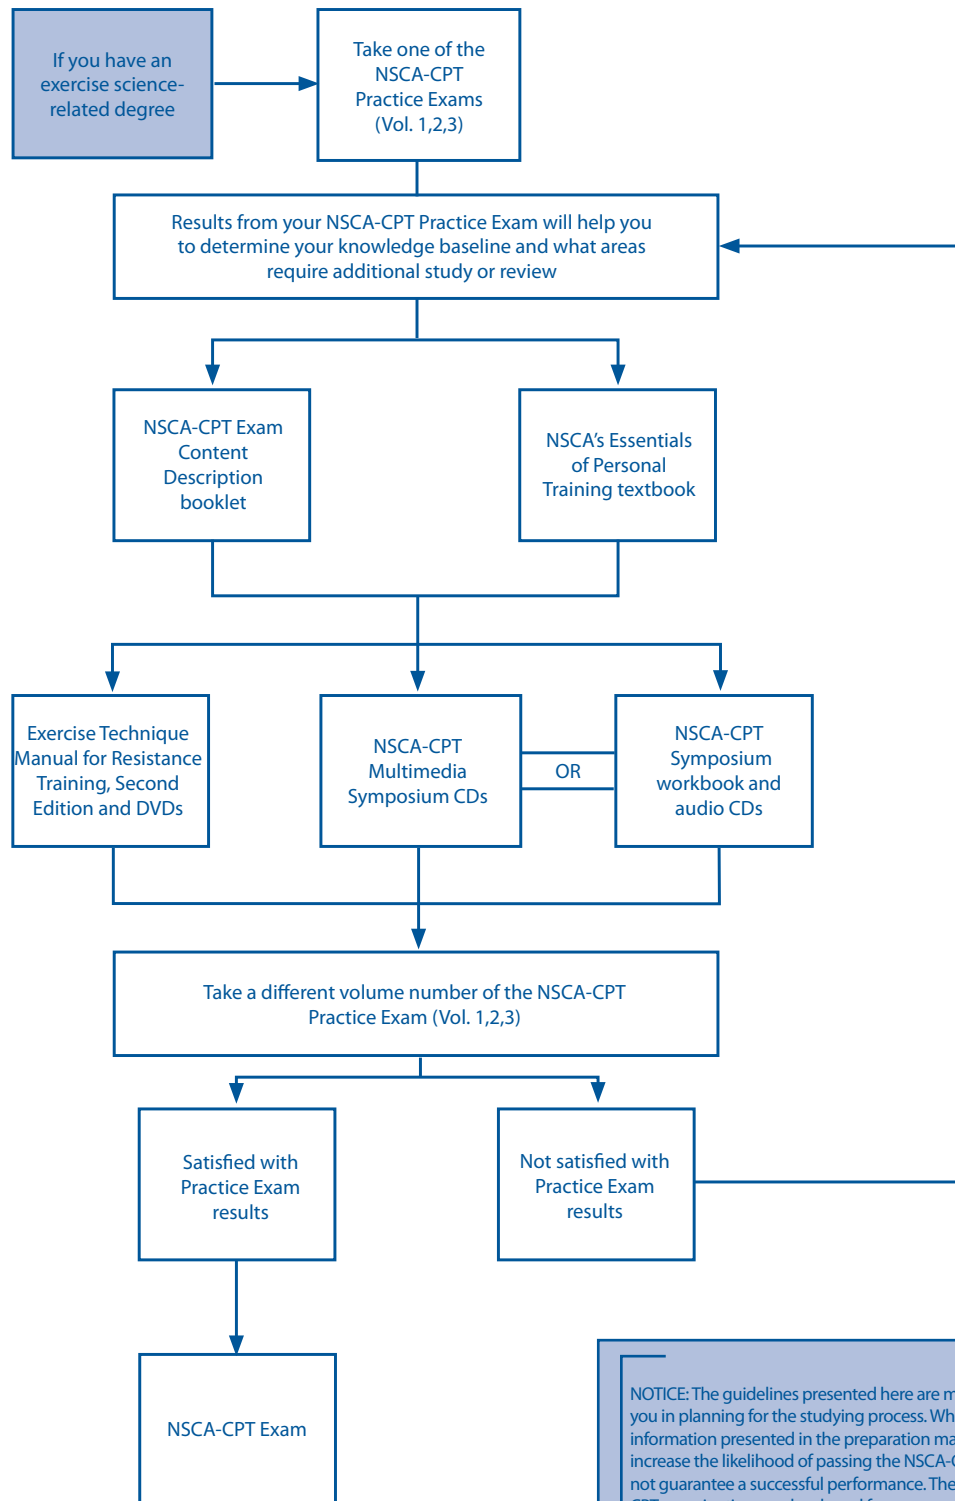 If you have an
exercise science-
related degree
Take one of the
NSCA-CPT
Practice Exams
(Vol. 1,2,3)
Results from your NSCA-CPT Practice Exam will help you
to determine your knowledge baseline and what areas
require additional study or review
NSCA-CPT Exam
Content
Description
booklet
NSCA's Essentials
of Personal
Training textbook
Exercise Technique
Manual for Resistance
Training, Second
Edition and DVDs
NSCA-CPT
Multimedia
Symposium CDs
OR
NSCA-CPT
Symposium
workbook and
audio CDs
Take a different volume number of the NSCA-CPT
Practice Exam (Vol. 1,2,3)
Satisfied with
Practice Exam
results
Not satisfied with
Practice Exam
results
NSCA-CPT Exam
NOTICE: The guidelines presented here are
you in planning for the studying process.
information presented in the preparation
increase the likelihood of passing the
not guarantee a successful performance.